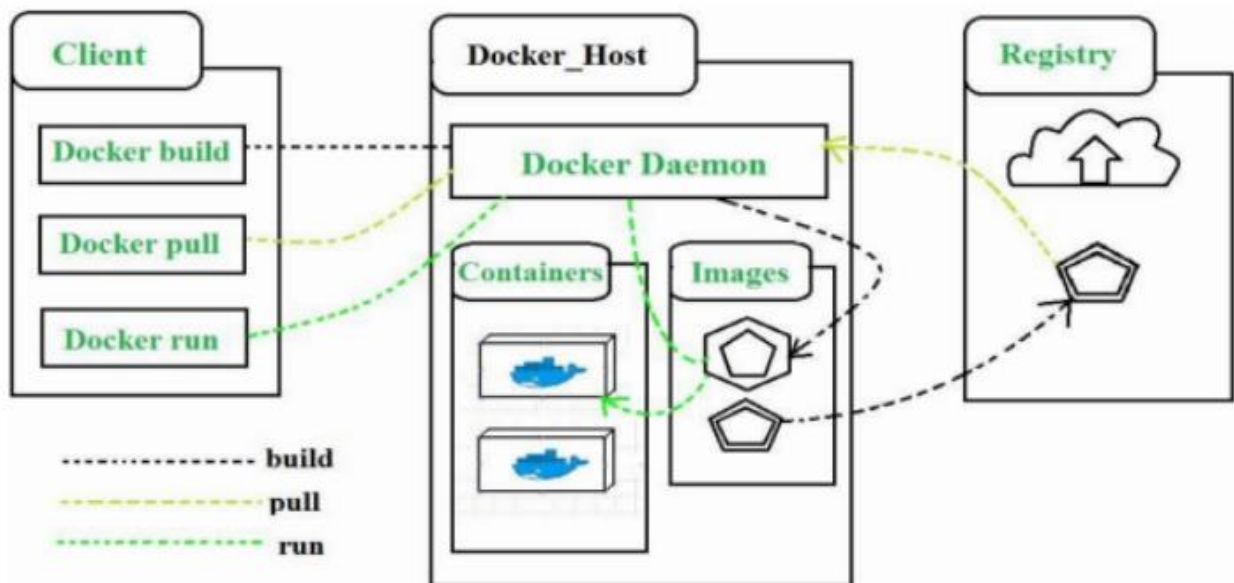 Client
Docker build
Docker pull
Docker run
Docker_Host
Docker Daemon
Containers
Images
Registry
build
pull
run